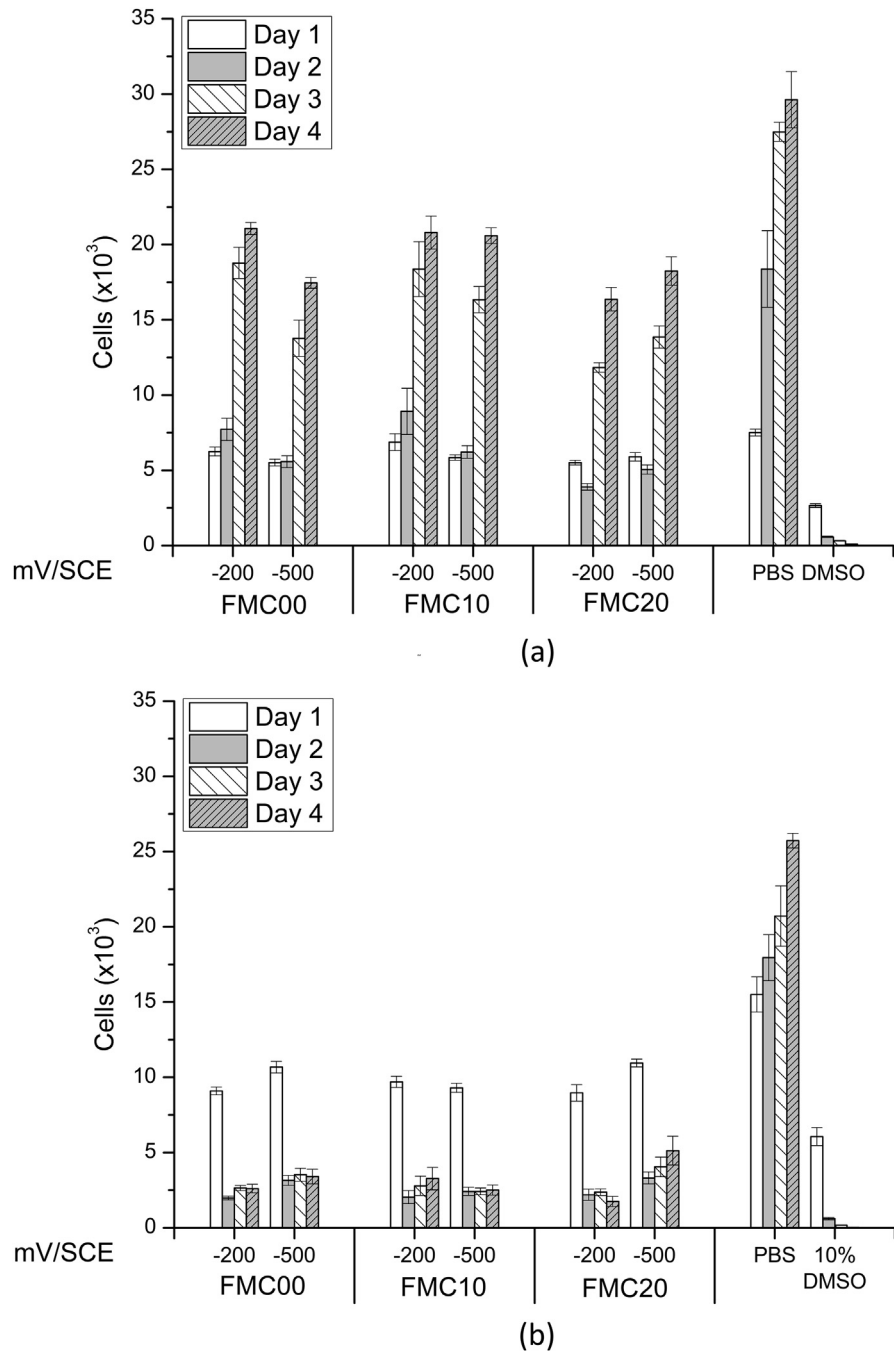 35
30
25
20
15
10
5
0
Cells (x10³)
Day 1
Day 2
Day 3
Day 4
mV/SCE
-200 -500 -200 -500 -200 -500 PBS DMSO
FMC00 FMC10 FMC20
(a)
35
30
25
20
15
10
5
0
Cells (x10³)
Day 1
Day 2
Day 3
Day 4
mV/SCE
-200 -500 -200 -500 -200 -500 PBS 10%
FMC00 FMC10 FMC20 DMSO
(b)